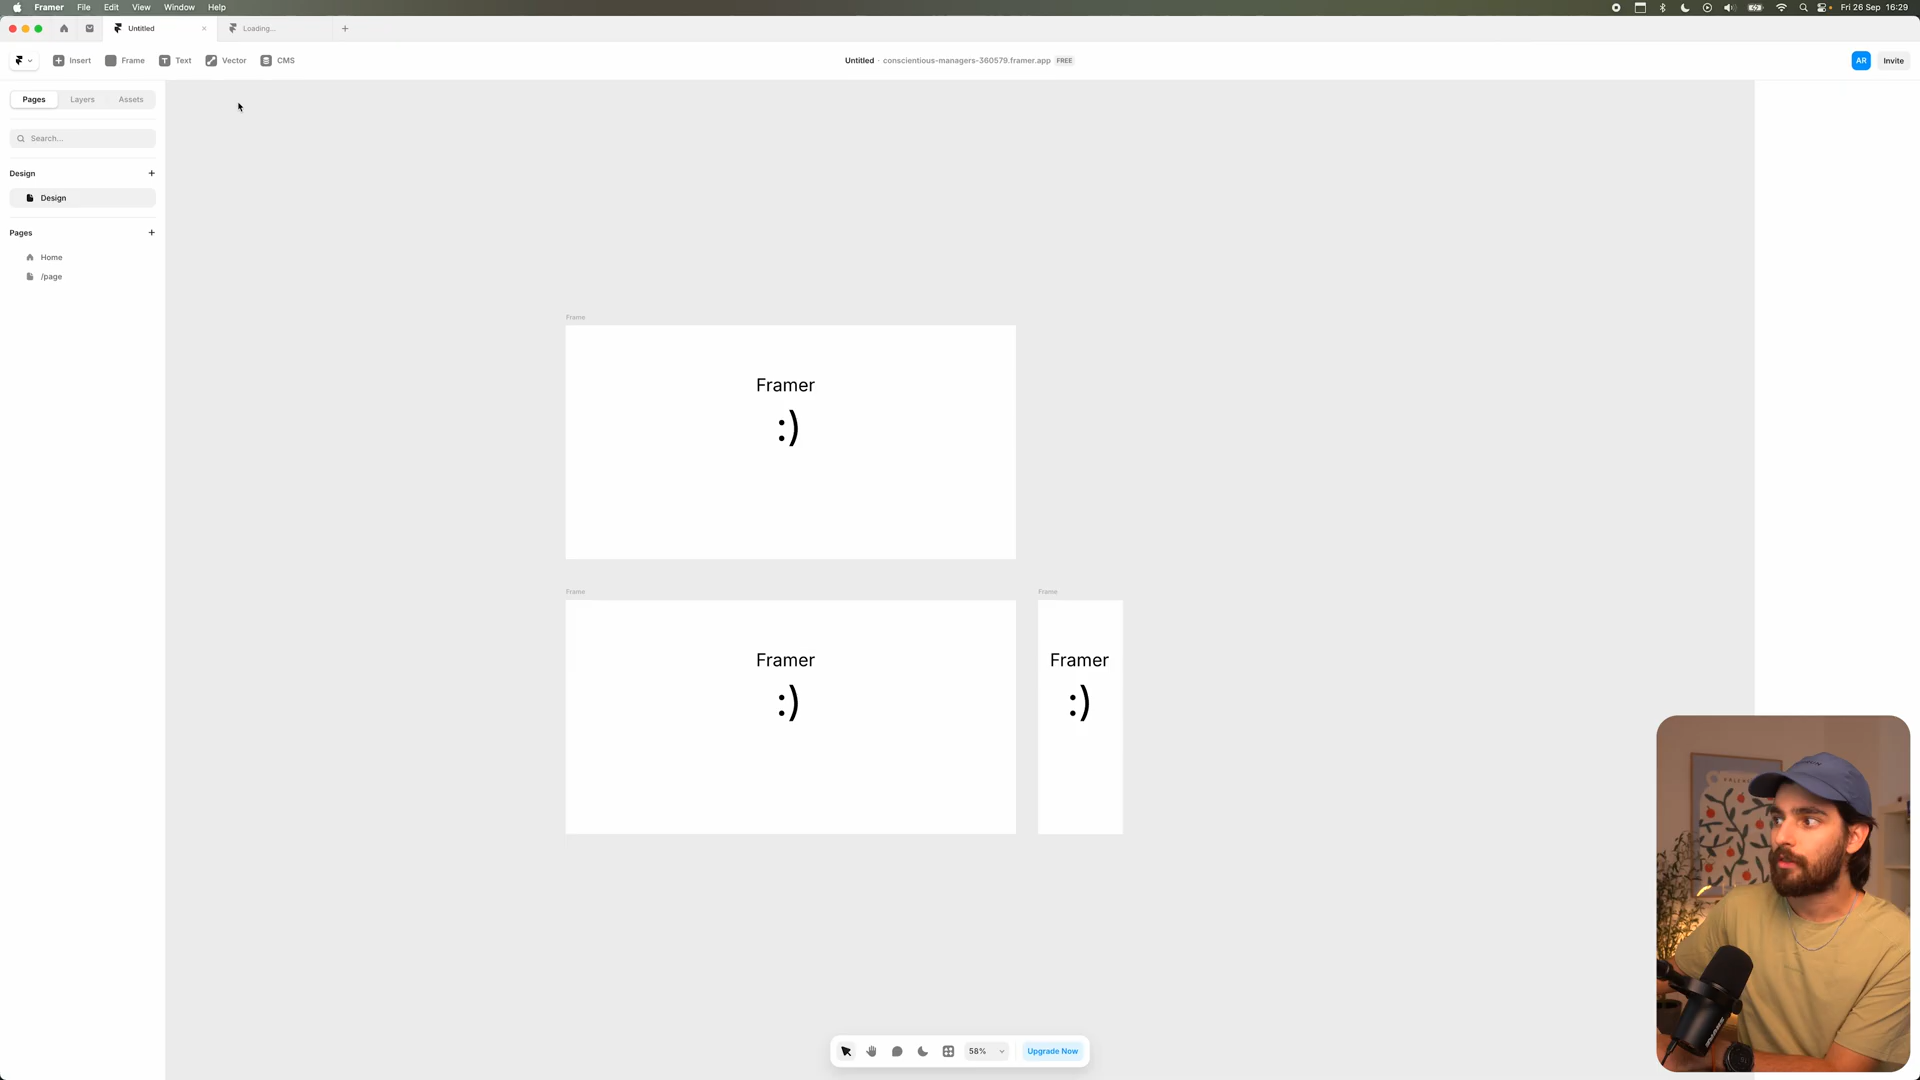 Framer File Edit View Window Help
Fri 26 Sep 16:29
Untitled
Loading...
Insert Frame Text Vector CMS
Untitled · conscientious-managers-360579.framer.app FREE
AR Invite
Pages Layers Assets
Search...
Design
Design
Pages
Home
/page
Frame
Framer
:)
Frame
Framer
:)
Frame
Framer
:)
58%
Upgrade Now